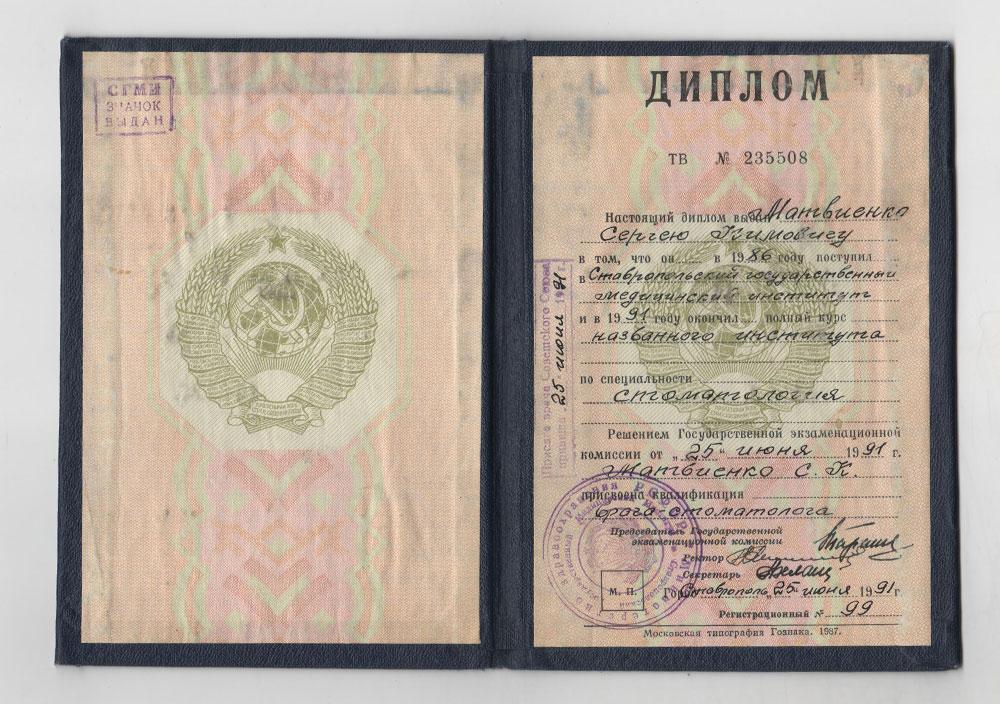 СГМИ
ЗНАЧОК
ВЫДАН
ДИПЛОМ
ТВ № 235508
Настоящий диплом выдан Матвиенко
Сергею Кимовичу
в том, что он в 1986 году поступил
в Ставропольский государственный
медицинский институт
и в 1991 году окончил полный курс
названного института
по специальности
стоматология
Решением Государственной экзаменационной
комиссии от „25“ июня 1991 г.
Матвиенко С. К.
присвоена квалификация
врача-стоматолога
Председатель Государственной
экзаменационной комиссии
Ректор
Секретарь
М. П.
Город Ставрополь „25“ июня 1991 г.
Регистрационный № 99
Московская типография Гознака. 1987.
Присягу врача Советского Союза
25 июня 1991 г.